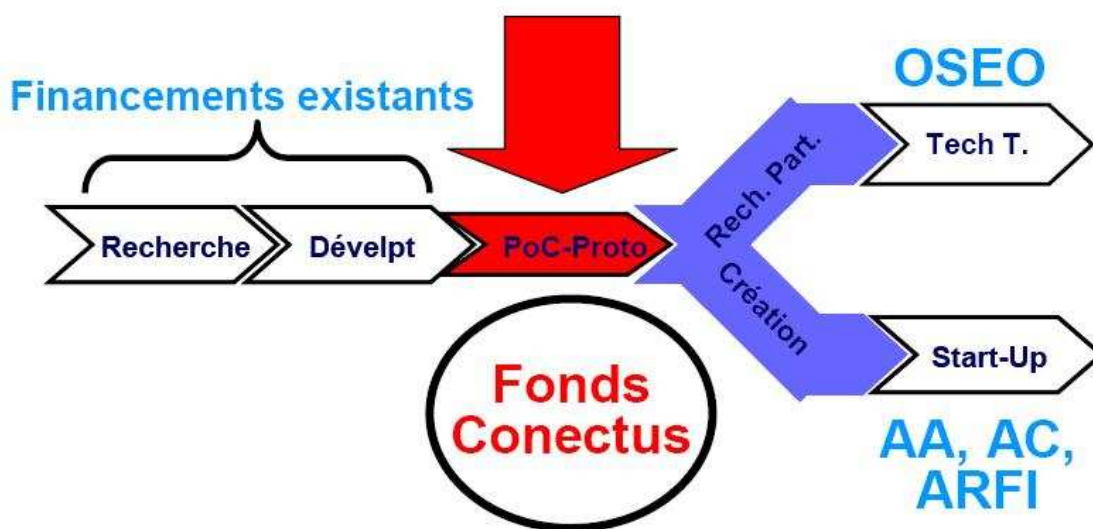 Financements existants
Recherche
Dévelpt
PoC-Proto
Fonds
Conectus
Rech. Part.
Création
OSEO
Tech T.
Start-Up
AA, AC,
ARFI